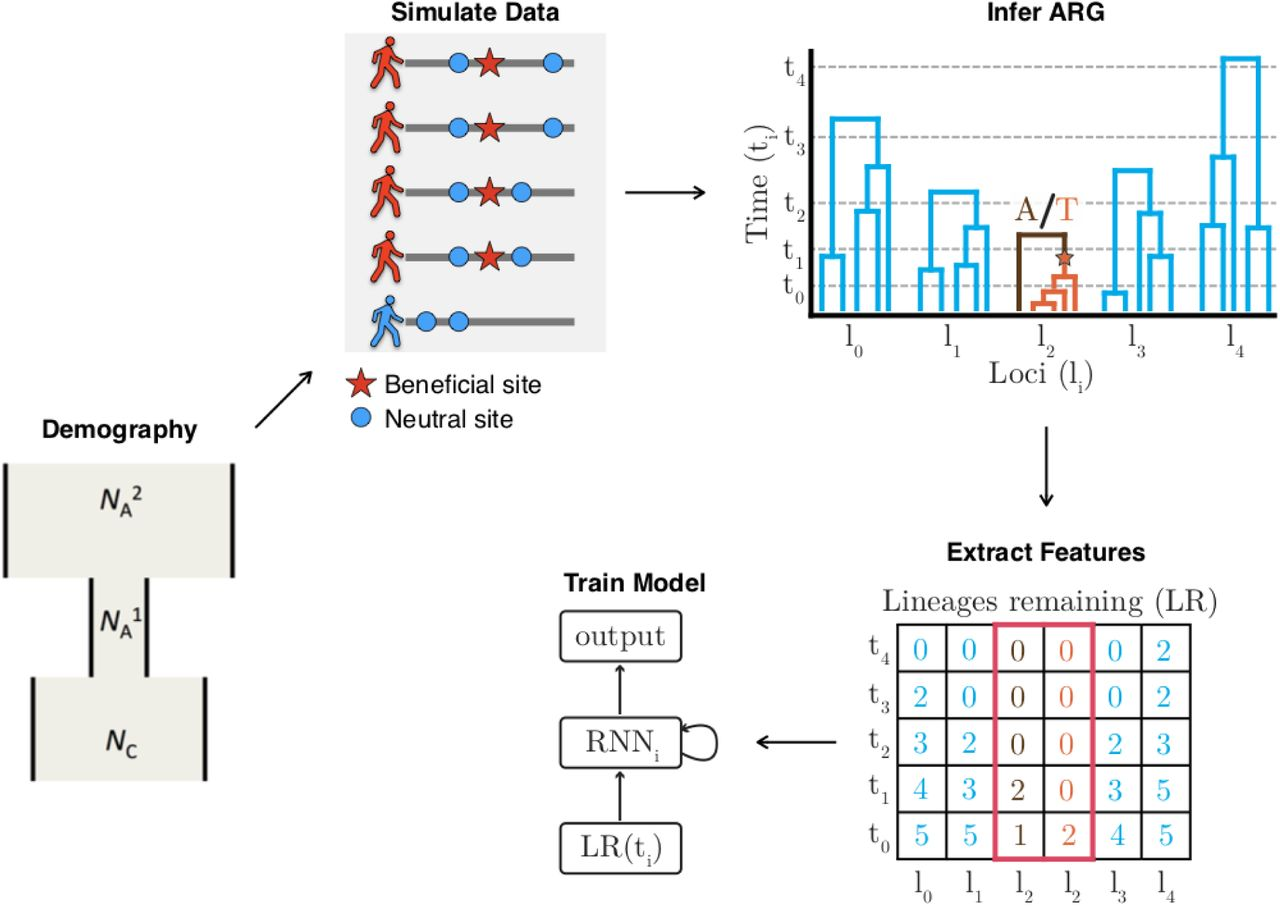 Simulate Data
Beneficial site
Neutral site
Infer ARG
Time (tᵢ)
t₄
t₃
t₂
t₁
t₀
A/T
l₀ l₁ l₂ l₃ l₄
Loci (lᵢ)
Demography
N_A²
N_A¹
N_C
Extract Features
Lineages remaining (LR)
t₄ 0 0 0 0 0 2
t₃ 2 0 0 0 0 2
t₂ 3 2 0 0 2 3
t₁ 4 3 2 0 3 5
t₀ 5 5 1 2 4 5
l₀ l₁ l₂ l₂ l₃ l₄
Train Model
output
RNNᵢ
LR(tᵢ)